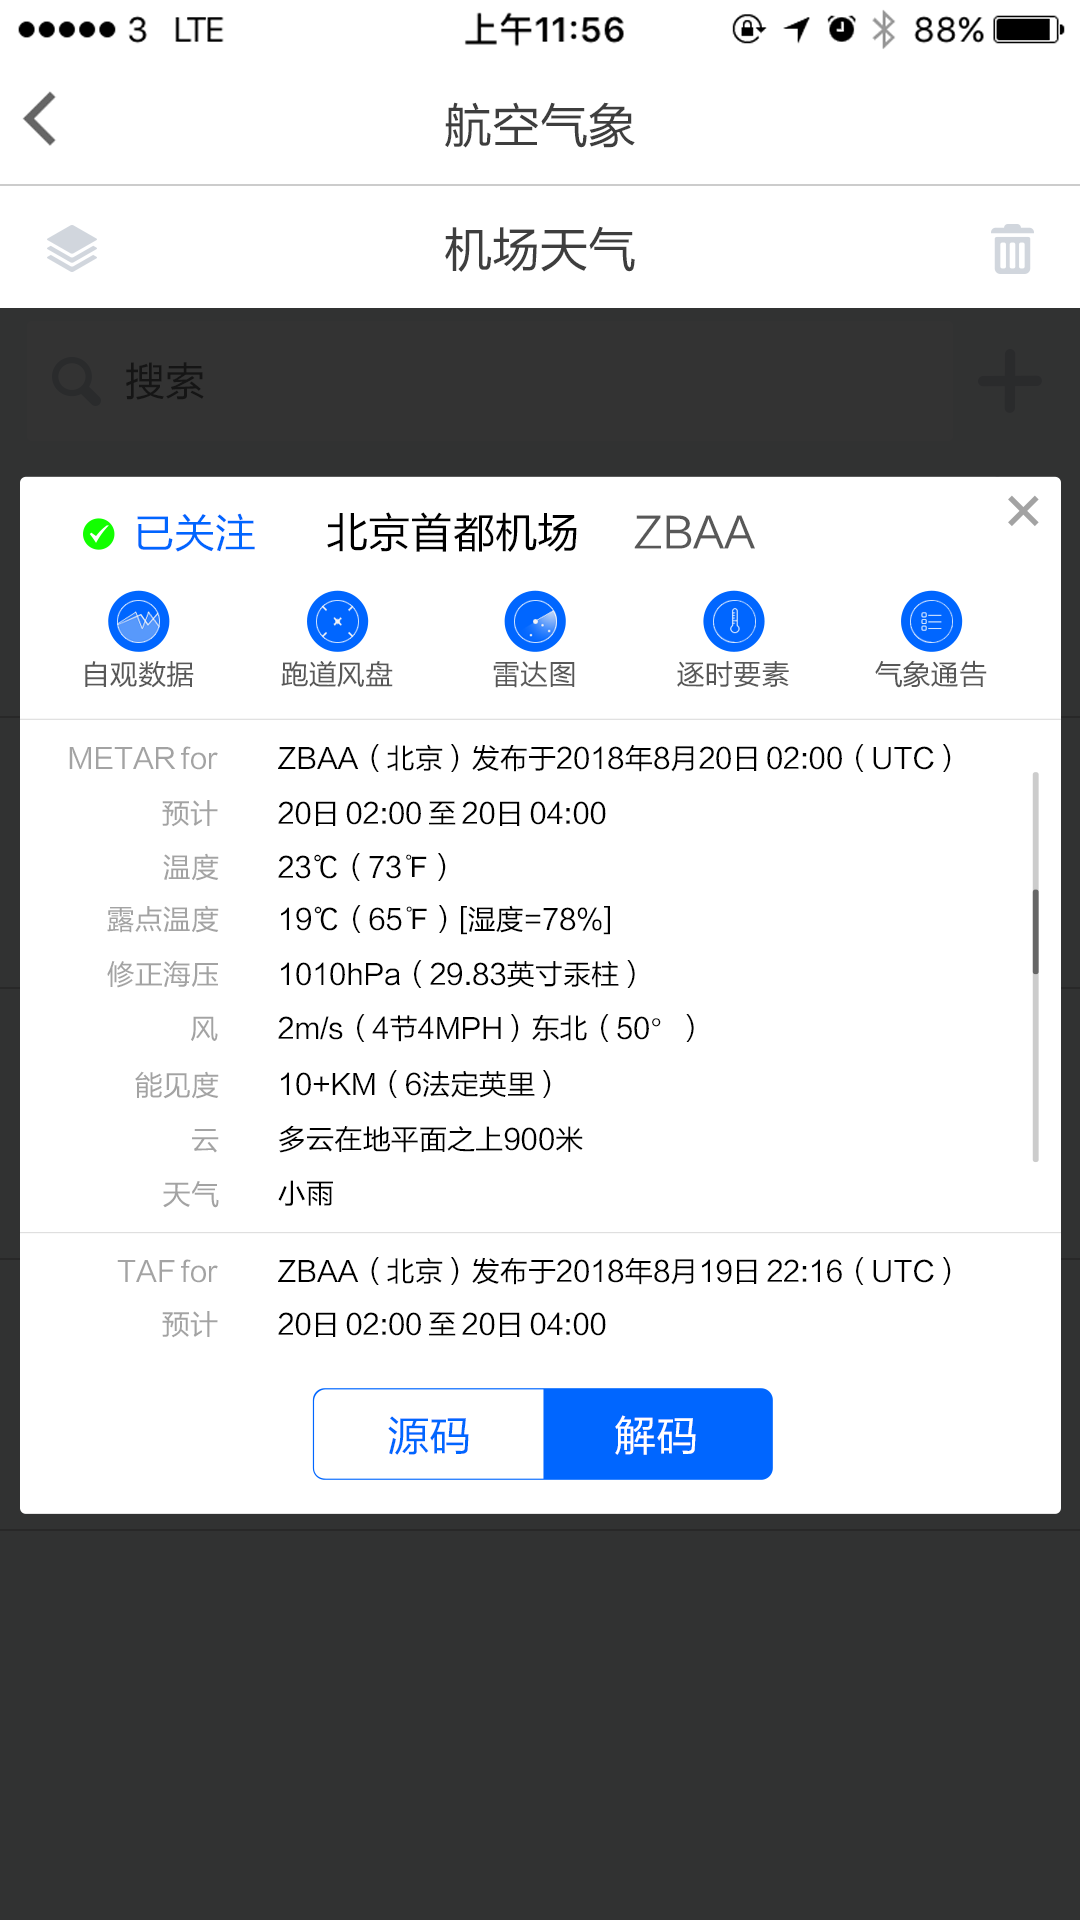 3 LTE 上午11:56 88%
航空气象
机场天气
搜索
已关注 北京首都机场 ZBAA
自观数据 跑道风盘 雷达图 逐时要素 气象通告
METAR for ZBAA（北京）发布于2018年8月20日 02:00（UTC）
预计 20日 02:00 至 20日 04:00
温度 23℃（73℉）
露点温度 19℃（65℉）[湿度=78%]
修正海压 1010hPa（29.83英寸汞柱）
风 2m/s（4节4MPH）东北（50°）
能见度 10+KM（6法定英里）
云 多云在地平面之上900米
天气 小雨
TAF for ZBAA（北京）发布于2018年8月19日 22:16（UTC）
预计 20日 02:00 至 20日 04:00
源码 解码